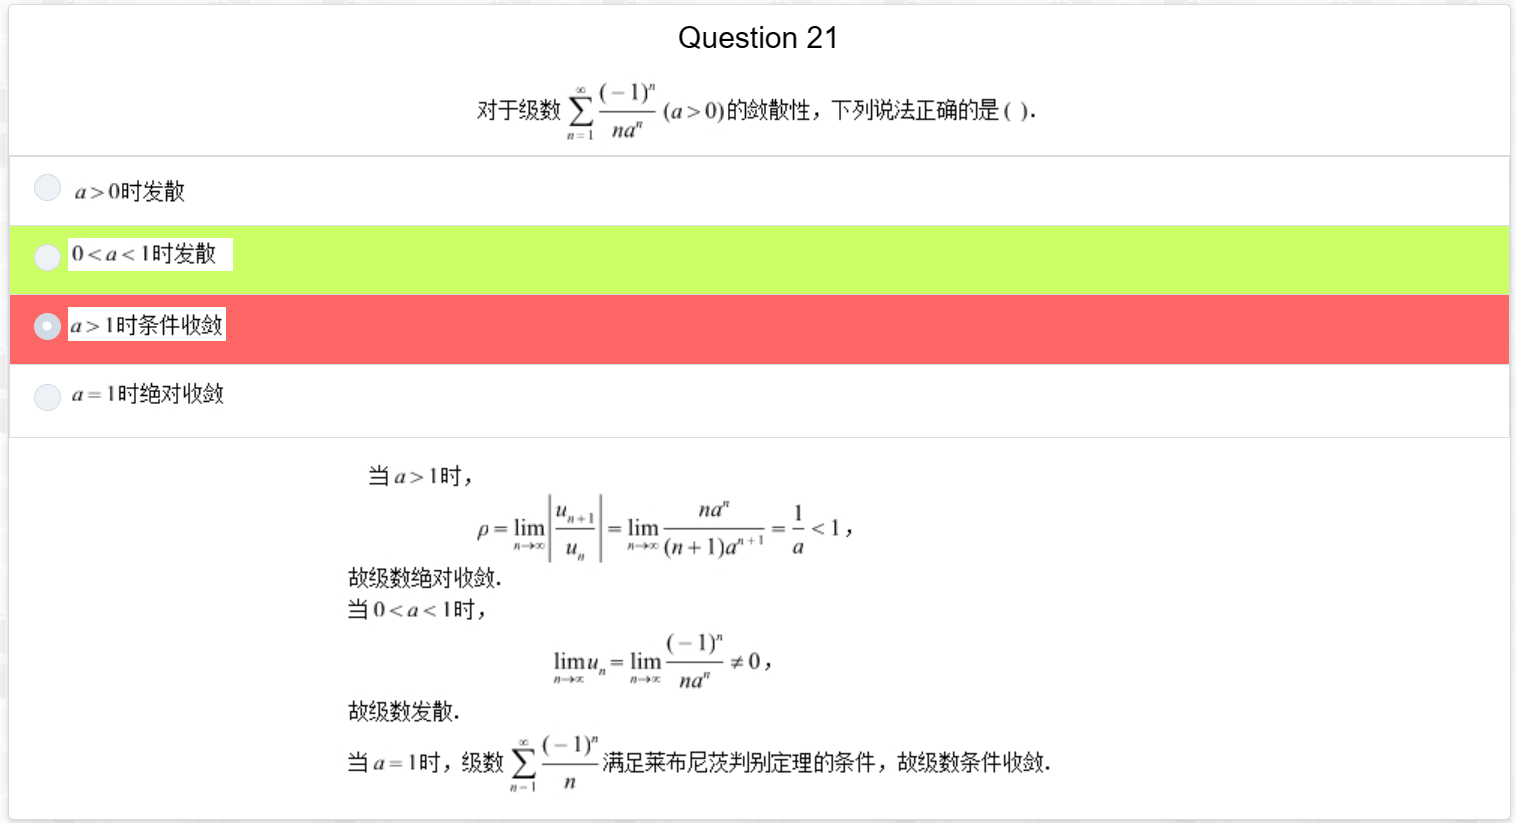 Question 21
对于级数 $\sum_{n=1}^{\infty} \frac{(-1)^n}{na^n}$ (a>0)的敛散性，下列说法正确的是( ).
a>0时发散
0<a<1时发散
a>1时条件收敛
a=1时绝对收敛
当a>1时，
$\rho = \lim_{n\to\infty} \left| \frac{u_{n+1}}{u_n} \right| = \lim_{n\to\infty} \frac{na^n}{(n+1)a^{n+1}} = \frac{1}{a} < 1$，
故级数绝对收敛.
当0<a<1时，
$\lim_{n\to\infty} u_n = \lim_{n\to\infty} \frac{(-1)^n}{na^n} \neq 0$，
故级数发散.
当a=1时，级数 $\sum_{n=1}^{\infty} \frac{(-1)^n}{n}$ 满足莱布尼茨判别定理的条件，故级数条件收敛.